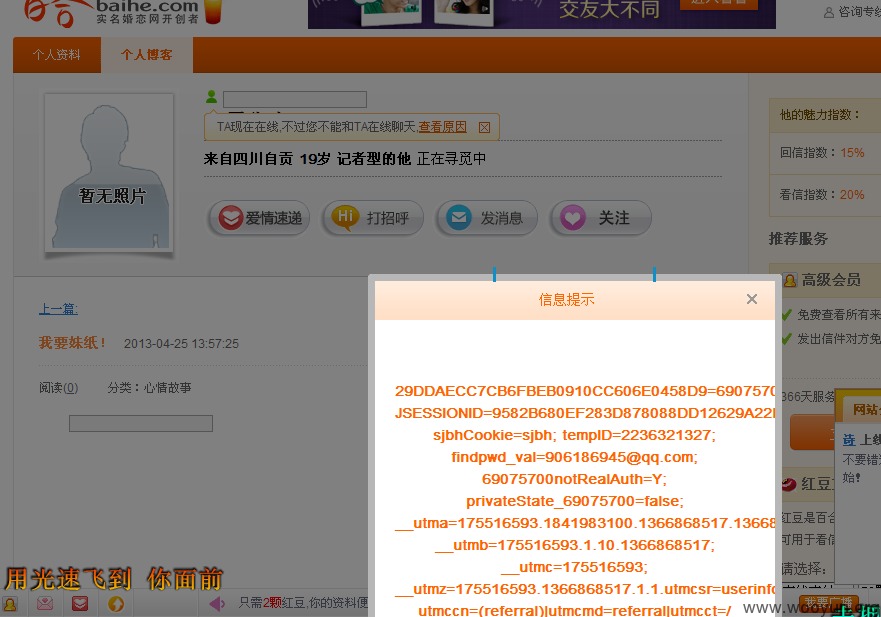 百合 baihe.com
实名婚恋网开创者
交友大不同
进入看看
咨询专线
个人资料 个人博客
TA现在在线,不过您不能和TA在线聊天,查看原因
来自四川自贡 19岁 记者型的他 正在寻觅中
暂无照片
爱情速递 Hi 打招呼 发消息 关注
他的魅力指数：
回信指数：15%
看信指数：20%
推荐服务
高级会员
免费查看所有来
发出信件对方免
366天服务
网站
上线
不要错
始!
红豆
红豆是百合
可用于看信
请选择：
上一篇:
我要妹纸！ 2013-04-25 13:57:25
阅读(0) 分类：心情故事
信息提示
29DDAECC7CB6FBEB0910CC606E0458D9=6907570
JSESSIONID=9582B680EF283D878088DD12629A22
sjbhCookie=sjbh; tempID=2236321327;
findpwd_val=906186945@qq.com;
69075700notRealAuth=Y;
privateState_69075700=false;
__utma=175516593.1841983100.1366868517.13668
__utmb=175516593.1.10.1366868517;
__utmc=175516593;
__utmz=175516593.1366868517.1.1.utmcsr=userinfo
utmccn=(referral)|utmcmd=referral|utmcct=/
用光速飞到 你面前
只需2颗红豆,你的资料便
我要广播
www.wooyun.org